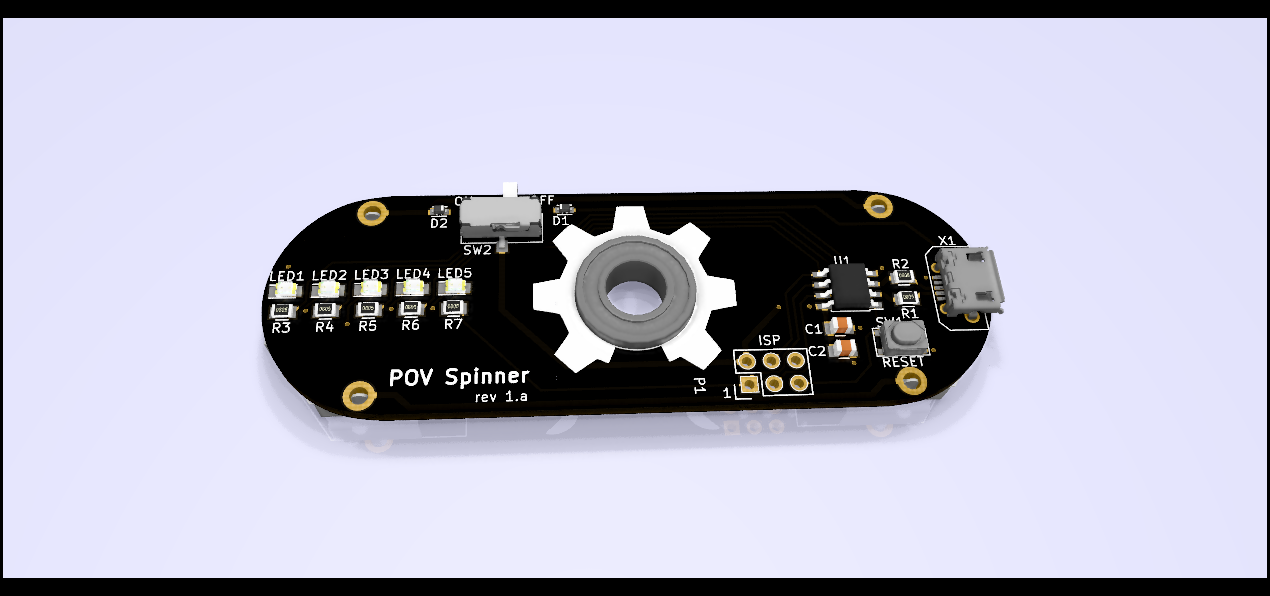 D2
D1
SW2
LED1 LED2 LED3 LED4 LED5
R3 R4 R5 R6 R7
POV Spinner
rev 1.a
ISP
P1
1
U1
R2
R1
X1
C1
C2
SW1
RESET